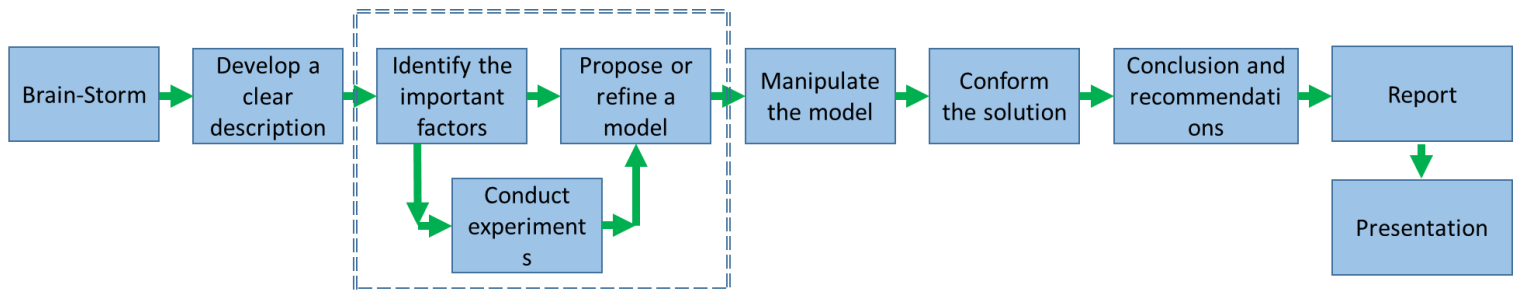 Brain-Storm
Develop a
clear
description
Identify the
important
factors
Propose or
refine a
model
Conduct
experiment
s
Manipulate
the model
Conform
the solution
Conclusion and
recommendati
ons
Report
Presentation